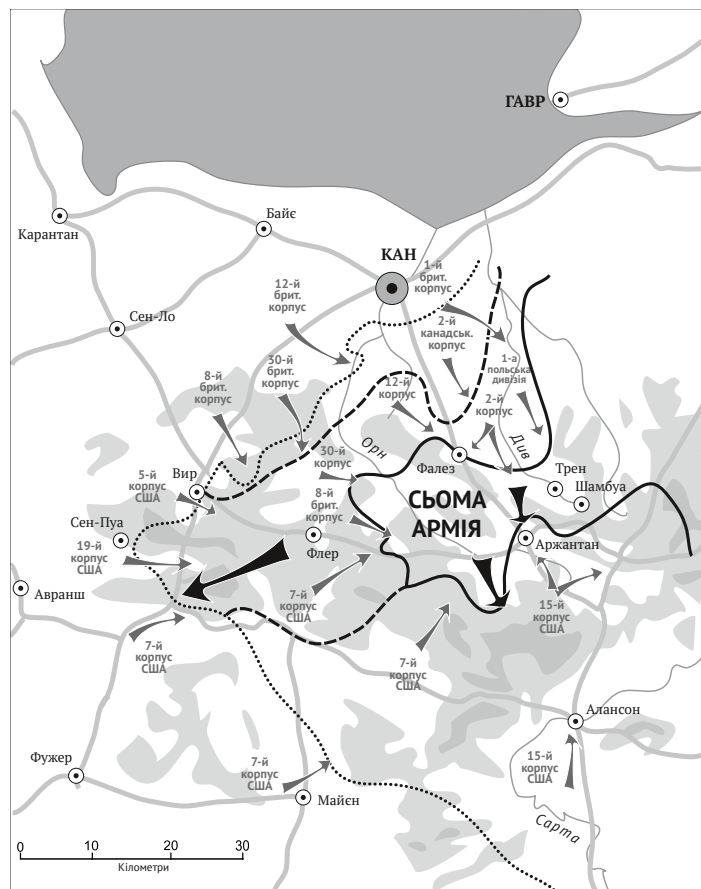 ГАВР
Карантан
Байє
КАН
1-й
брит.
корпус
12-й
брит.
корпус
Сен-Ло
2-й
канадськ.
корпус
30-й
брит.
корпус
8-й
брит.
корпус
1-а
польська
дивізія
12-й
корпус
2-й
корпус
Орн
Див
30-й
корпус
Фалез
Вир
5-й
корпус
США
Трен
Шамбуа
СЬОМА
АРМІЯ
8-й
брит.
корпус
Сен-Пуа
19-й
корпус
США
Флер
Аржантан
Авранш
7-й
корпус
США
15-й
корпус
США
7-й
корпус
США
7-й
корпус
США
Алансон
Фужер
7-й
корпус
США
15-й
корпус
США
Майєн
Сарта
0 10 20 30
Кілометри